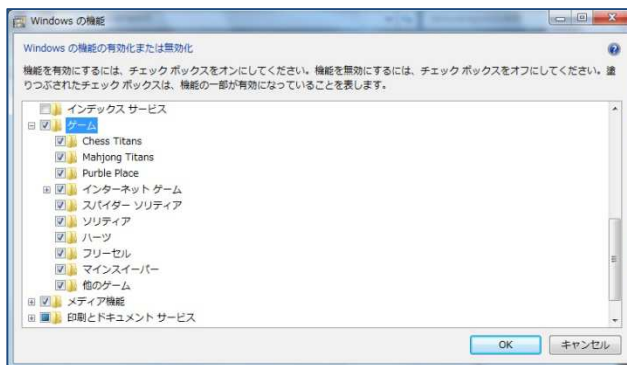 Windows の機能
Windows の機能の有効化または無効化
機能を有効にするには、チェック ボックスをオンにしてください。機能を無効にするには、チェック ボックスをオフにしてください。塗
りつぶされたチェック ボックスは、機能の一部が有効になっていることを表します。
インデックス サービス
ゲーム
Chess Titans
Mahjong Titans
Purble Place
インターネット ゲーム
スパイダー ソリティア
ソリティア
ハーツ
フリーセル
マインスイーパー
他のゲーム
メディア機能
印刷とドキュメント サービス
OK キャンセル